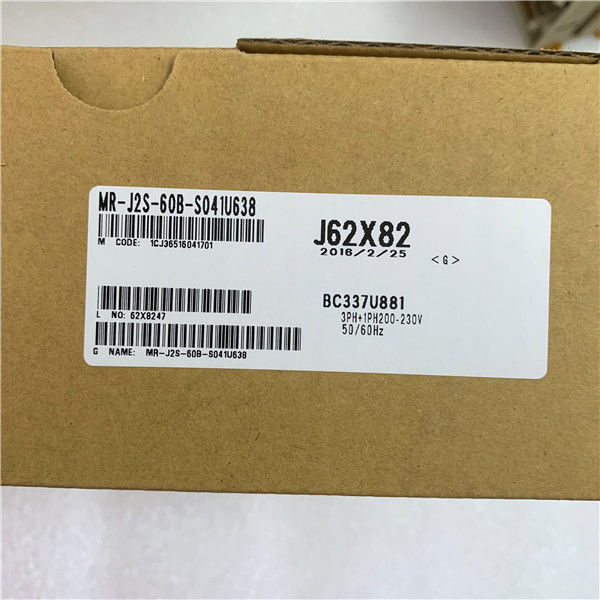 MR-J2S-60B-S041U638
M CODE: 1CJ36516041701
J62X82
2016/2/25
<G>
L NO: 62X8247
BC337U881
3PH+1PH200-230V
50/60Hz
G NAME: MR-J2S-60B-S041U638